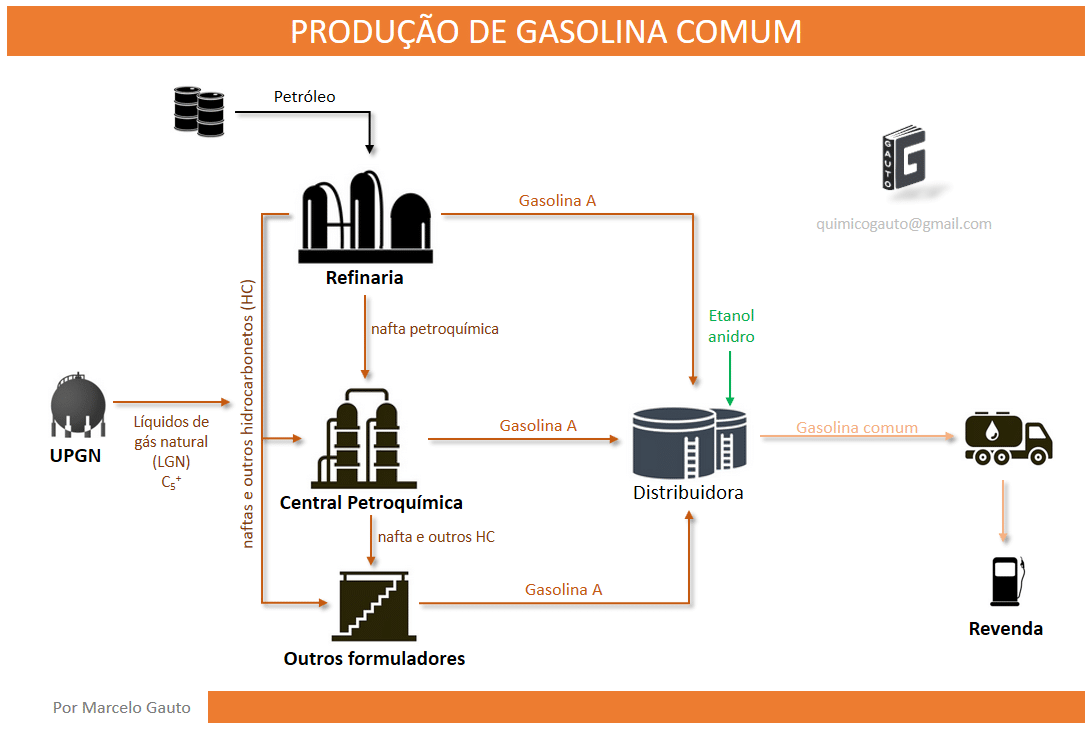 PRODUÇÃO DE GASOLINA COMUM
Petróleo
GAUTO
G
quimicogauto@gmail.com
Gasolina A
Refinaria
naftas e outros hidrocarbonetos (HC)
nafta petroquímica
Etanol
anidro
Líquidos de
gás natural
(LGN)
C₅⁺
UPGN
Gasolina A
Gasolina comum
Central Petroquímica
Distribuidora
nafta e outros HC
Gasolina A
Outros formuladores
Revenda
Por Marcelo Gauto